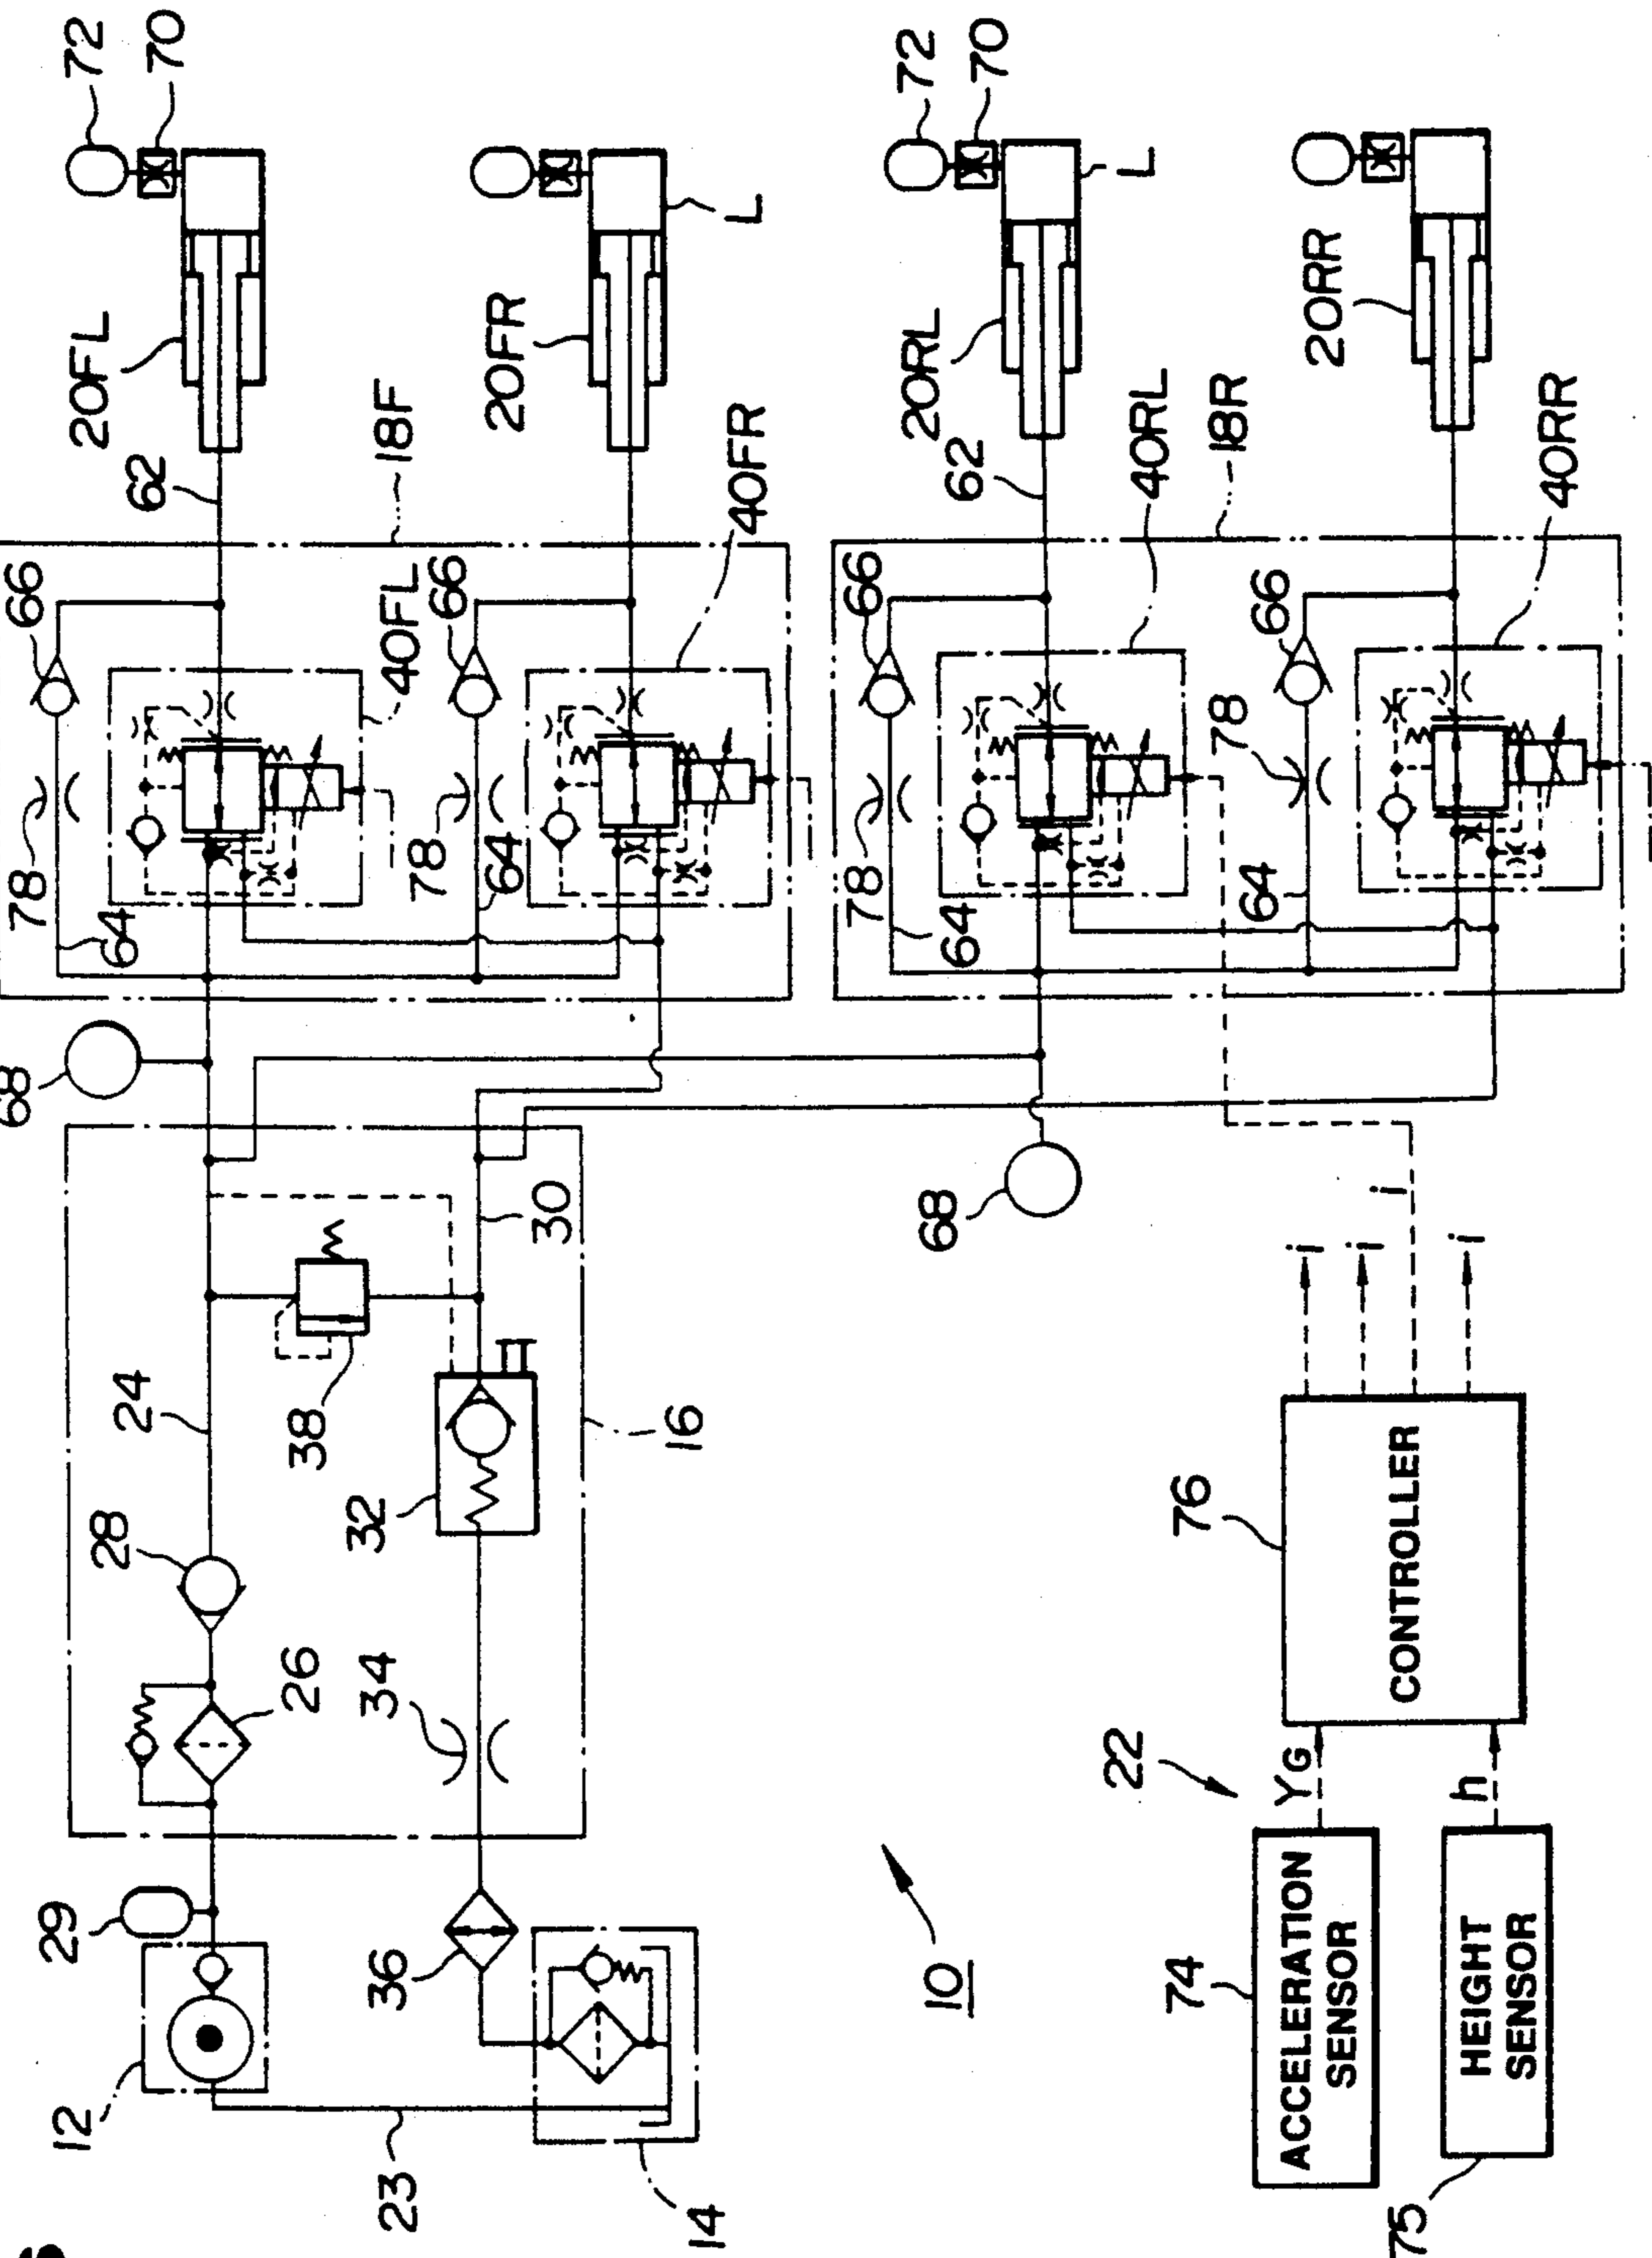 68
78
66
12
29
28
24
64
20FL
62
72
70
26
38
23
36
34
32
78
66
40FL
18F
64
20FR
30
14
16
40FR
L
78
66
20RL
72
10
68
64
62
70
22
40RL
L
74
76
78
18R
64
66
ACCELERATION
SENSOR
YG
i
i
i
i
20RR
CONTROLLER
75
HEIGHT
SENSOR
h
40RR